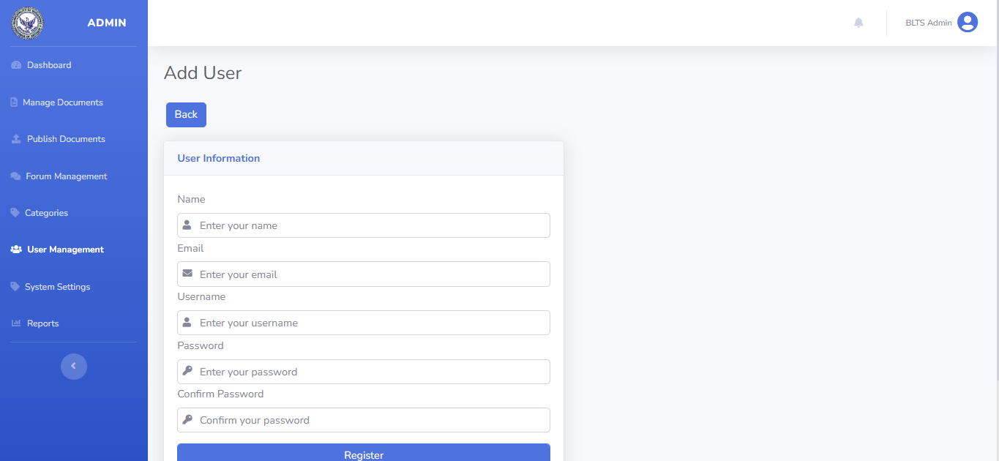 ADMIN
BLTS Admin
Dashboard
Manage Documents
Publish Documents
Forum Management
Categories
User Management
System Settings
Reports
Add User
Back
User Information
Name
Enter your name
Email
Enter your email
Username
Enter your username
Password
Enter your password
Confirm Password
Confirm your password
Register